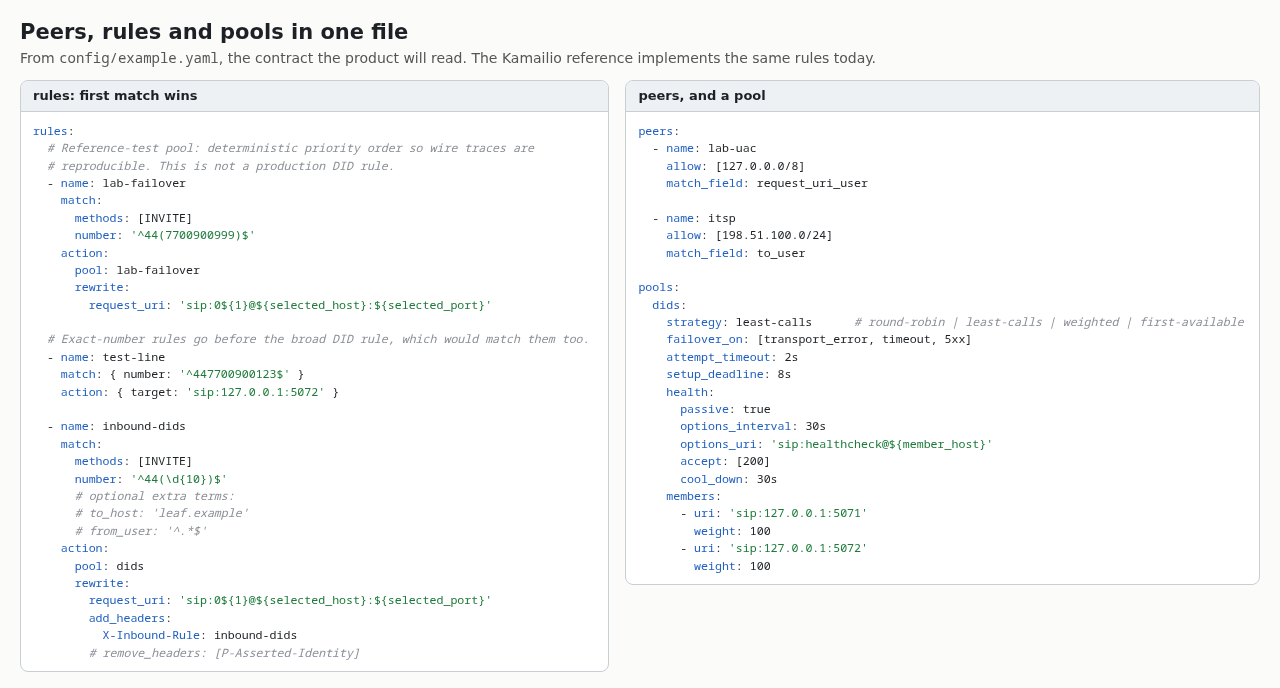 Peers, rules and pools in one file
From config/example.yaml, the contract the product will read. The Kamailio reference implements the same rules today.
rules: first match wins
rules:
  # Reference-test pool: deterministic priority order so wire traces are
  # reproducible. This is not a production DID rule.
  - name: lab-failover
    match:
      methods: [INVITE]
      number: '^44(7700900999)$'
    action:
      pool: lab-failover
      rewrite:
        request_uri: 'sip:0${1}@${selected_host}:${selected_port}'
  # Exact-number rules go before the broad DID rule, which would match them too.
  - name: test-line
    match: { number: '^447700900123$' }
    action: { target: 'sip:127.0.0.1:5072' }
  - name: inbound-dids
    match:
      methods: [INVITE]
      number: '^44(\d{10})$'
      # optional extra terms:
      # to_host: 'leaf.example'
      # from_user: '^.*$'
    action:
      pool: dids
      rewrite:
        request_uri: 'sip:0${1}@${selected_host}:${selected_port}'
        add_headers:
          X-Inbound-Rule: inbound-dids
        # remove_headers: [P-Asserted-Identity]
peers, and a pool
peers:
  - name: lab-uac
    allow: [127.0.0.0/8]
    match_field: request_uri_user
  - name: itsp
    allow: [198.51.100.0/24]
    match_field: to_user
pools:
  dids:
    strategy: least-calls      # round-robin | least-calls | weighted | first-available
    failover_on: [transport_error, timeout, 5xx]
    attempt_timeout: 2s
    setup_deadline: 8s
    health:
      passive: true
      options_interval: 30s
      options_uri: 'sip:healthcheck@${member_host}'
      accept: [200]
      cool_down: 30s
    members:
      - uri: 'sip:127.0.0.1:5071'
        weight: 100
      - uri: 'sip:127.0.0.1:5072'
        weight: 100